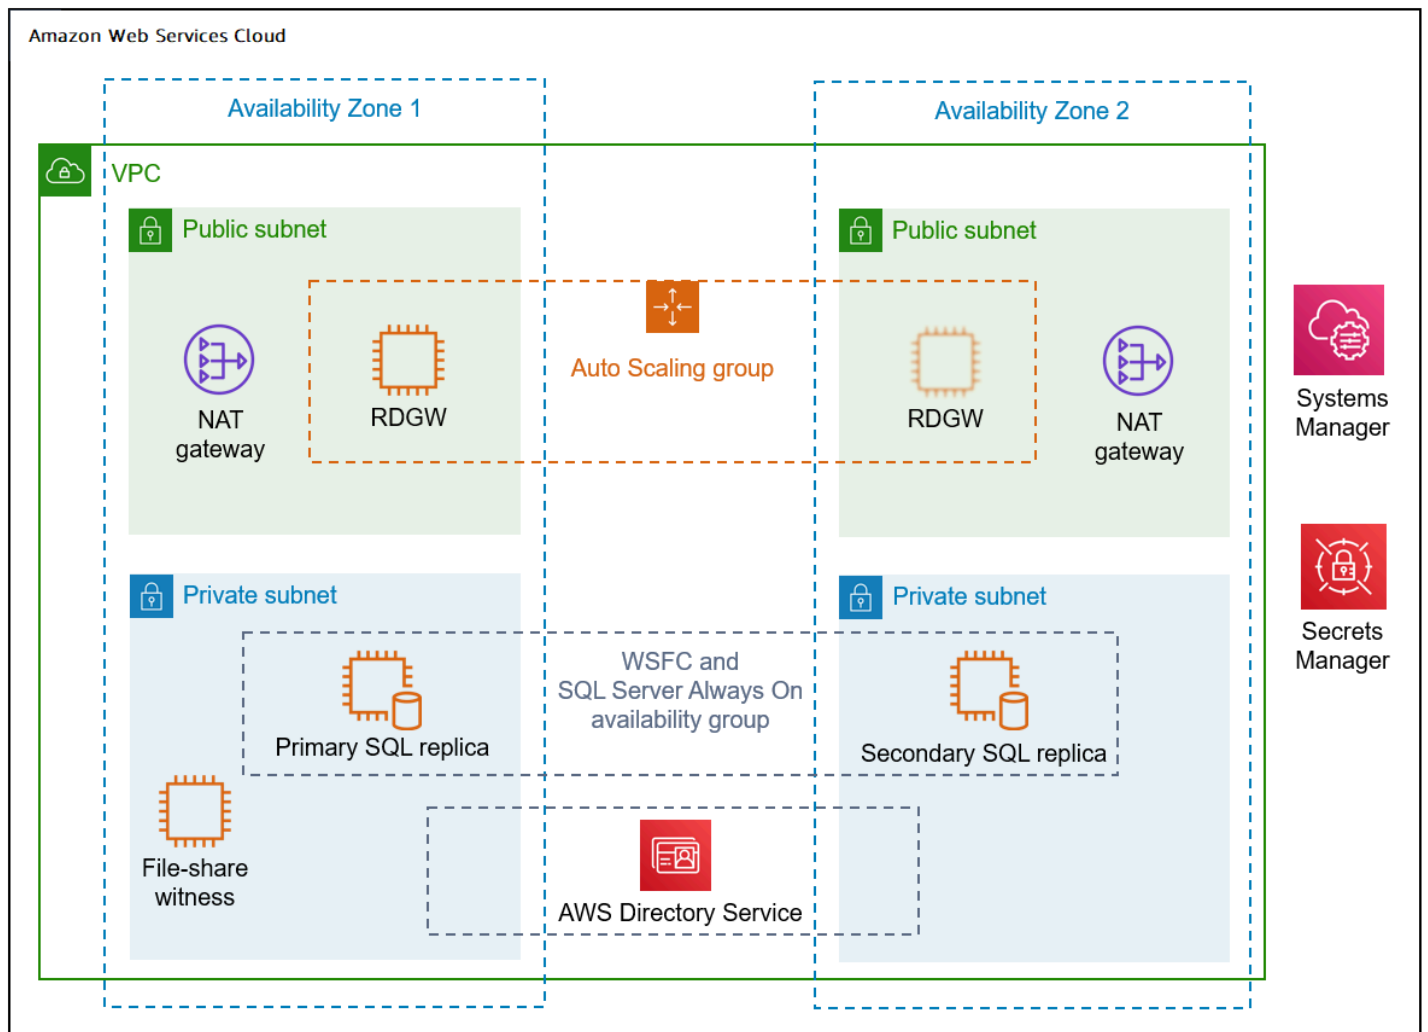 Amazon Web Services Cloud
Availability Zone 1
Availability Zone 2
VPC
Public subnet
Public subnet
Auto Scaling group
RDGW
RDGW
NAT
gateway
NAT
gateway
Systems
Manager
Private subnet
Private subnet
Secrets
Manager
WSFC and
SQL Server Always On
availability group
Primary SQL replica
Secondary SQL replica
File-share
witness
AWS Directory Service